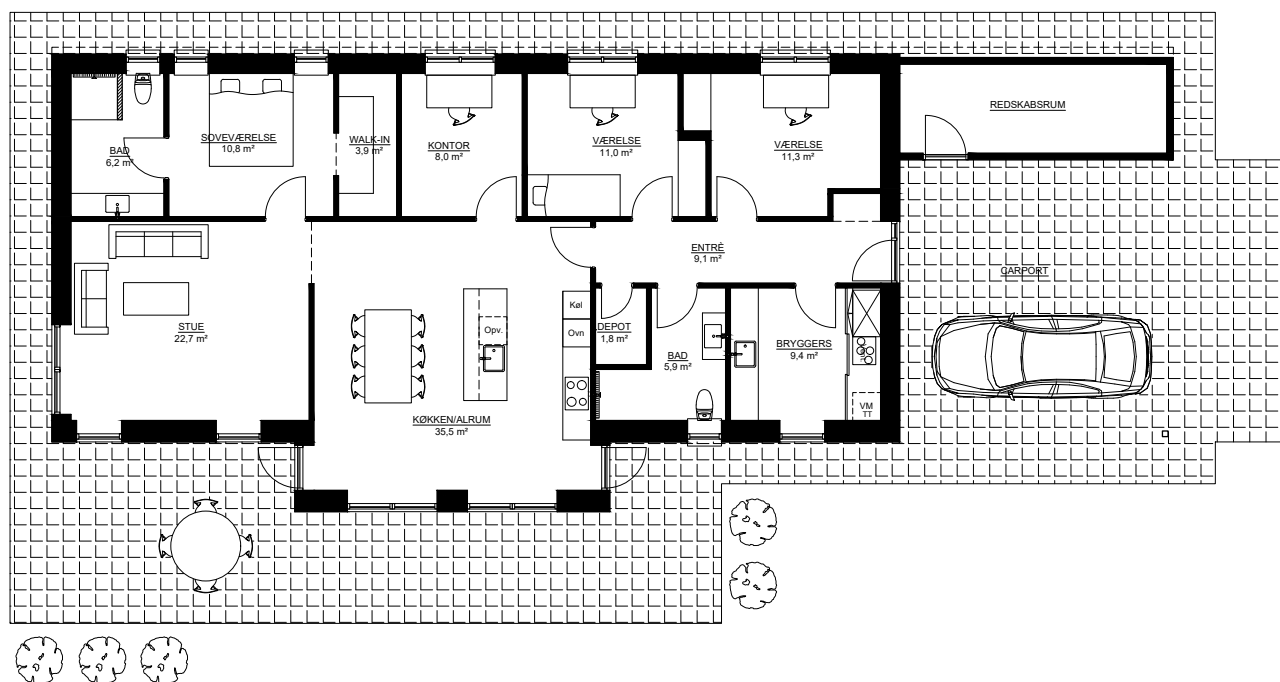 REDSKABSRUM
SOVEVÆRELSE
10,8 m²
WALK-IN
3,9 m²
KONTOR
8,0 m²
VÆRELSE
11,0 m²
VÆRELSE
11,3 m²
BAD
6,2 m²
ENTRÈ
9,1 m²
CARPORT
STUE
22,7 m²
Køl
Ovn
Opv.
DEPOT
1,8 m²
BAD
5,9 m²
BRYGGERS
9,4 m²
KØKKEN/ALRUM
35,5 m²
VM
TT